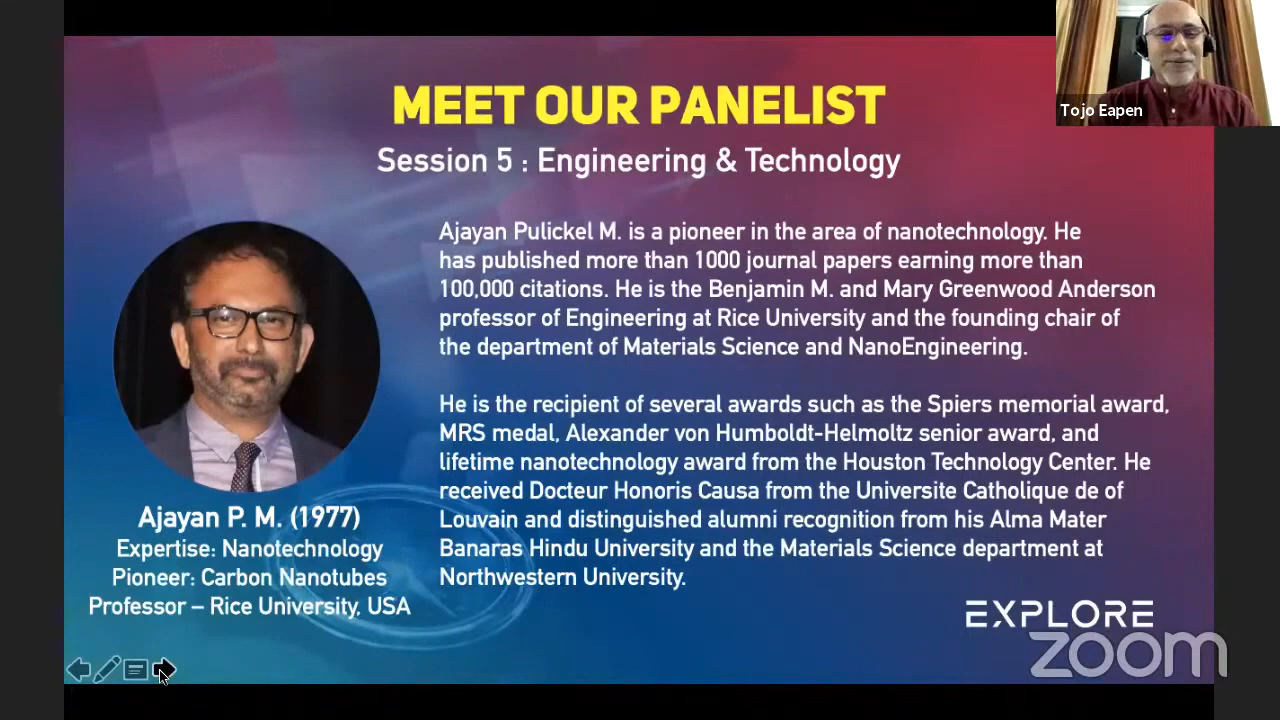 MEET OUR PANELIST
Session 5 : Engineering & Technology
Tojo Eapen
Ajayan Pulickel M. is a pioneer in the area of nanotechnology. He
has published more than 1000 journal papers earning more than
100,000 citations. He is the Benjamin M. and Mary Greenwood Anderson
professor of Engineering at Rice University and the founding chair of
the department of Materials Science and NanoEngineering.
He is the recipient of several awards such as the Spiers memorial award,
MRS medal, Alexander von Humboldt-Helmoltz senior award, and
lifetime nanotechnology award from the Houston Technology Center. He
received Docteur Honoris Causa from the Universite Catholique de of
Louvain and distinguished alumni recognition from his Alma Mater
Banaras Hindu University and the Materials Science department at
Northwestern University.
Ajayan P. M. (1977)
Expertise: Nanotechnology
Pioneer: Carbon Nanotubes
Professor – Rice University, USA
EXPLORE
zoom